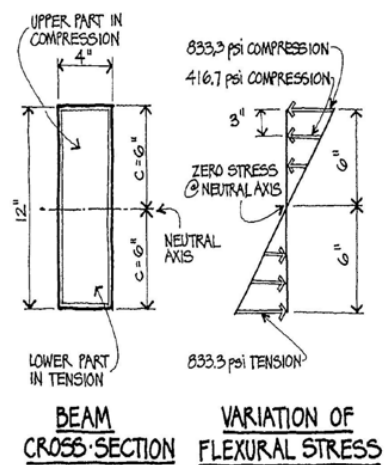 UPPER PART IN
COMPRESSION
4"
12"
C=6"
C=6"
NEUTRAL
AXIS
LOWER PART
IN TENSION
BEAM
CROSS·SECTION
833,3 psi COMPRESSION
416.7 psi COMPRESSION
3"
ZERO STRESS
@ NEUTRAL AXIS
6"
6"
833.3 psi TENSION
VARIATION OF
FLEXURAL STRESS